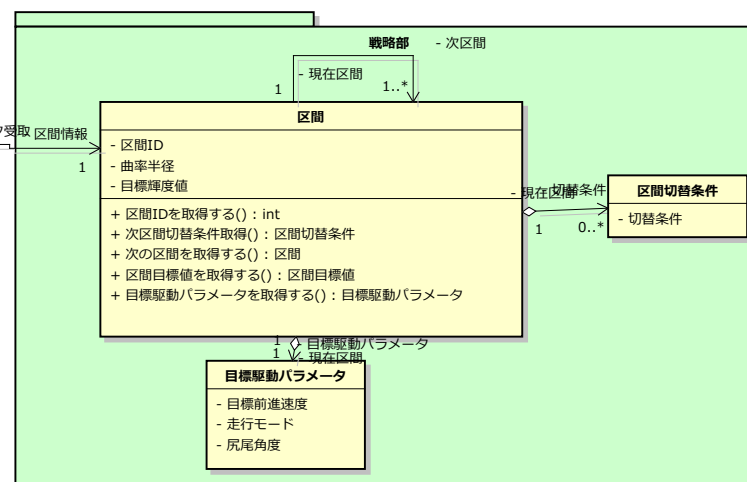 戦略部
- 次区間
- 現在区間
1
1..*
区間
受取
区間情報
1
- 区間ID
- 曲率半径
- 目標輝度値
+ 区間IDを取得する() : int
+ 次区間切替条件取得() : 区間切替条件
+ 次の区間を取得する() : 区間
+ 区間目標値を取得する() : 区間目標値
+ 目標駆動パラメータを取得する() : 目標駆動パラメータ
- 現在区間
切替条件
1
0..*
区間切替条件
- 切替条件
1
- 目標駆動パラメータ
1
- 現在区間
目標駆動パラメータ
- 目標前進速度
- 走行モード
- 尻尾角度